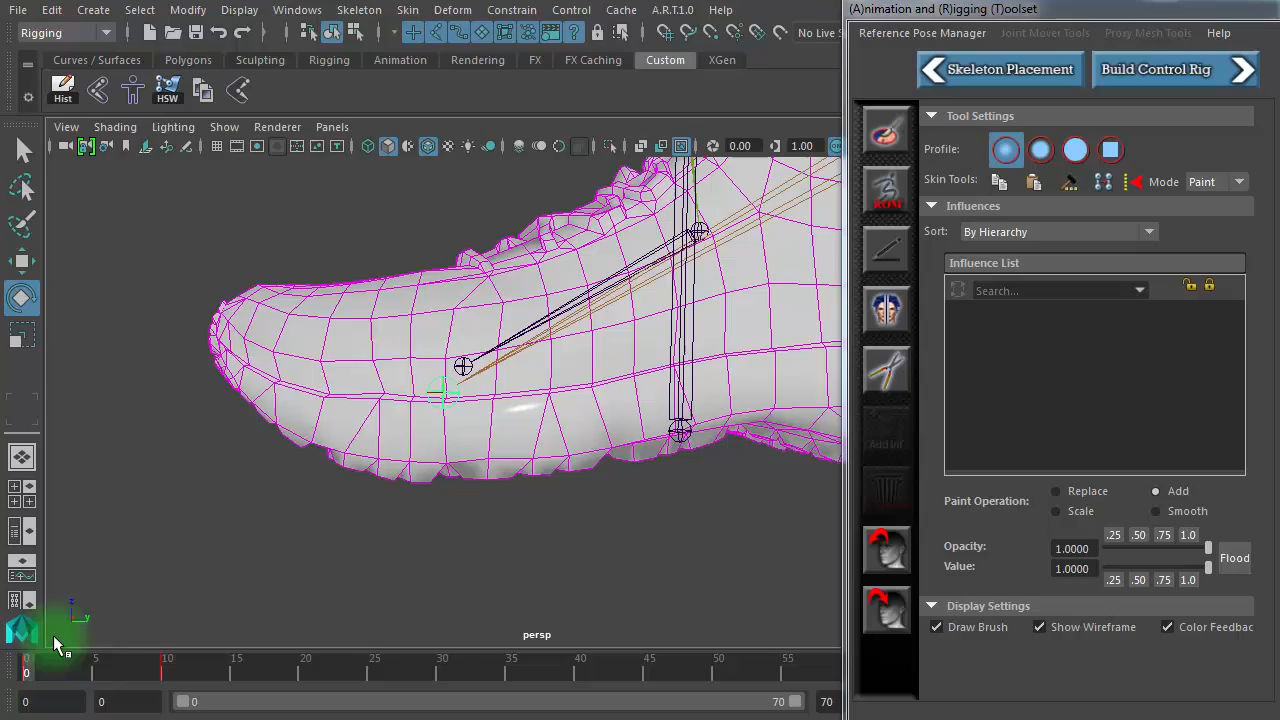 File Edit Create Select Modify Display Windows Skeleton Skin Deform Constrain Control Cache A.R.T.1.0 Help
(A)nimation and (R)igging (T)oolset
Rigging
No Live S
Reference Pose Manager Joint Mover Tools Proxy Mesh Tools Help
Curves / Surfaces Polygons Sculpting Rigging Animation Rendering FX FX Caching Custom XGen
Skeleton Placement Build Control Rig
Hist HSW
View Shading Lighting Show Renderer Panels
0.00 1.00
Tool Settings
Profile:
Skin Tools: Mode Paint
ROM
Influences
Sort: By Hierarchy
Influence List
Search...
Add Inf
Paint Operation: Replace Add
Scale Smooth
.25 .50 .75 1.0
Opacity: 1.0000
Flood
Value: 1.0000
.25 .50 .75 1.0
Display Settings
Draw Brush Show Wireframe Color Feedbac
z
y
persp
0 5 10 15 20 25 30 35 40 45 50 55
0
0 0 0 70 70